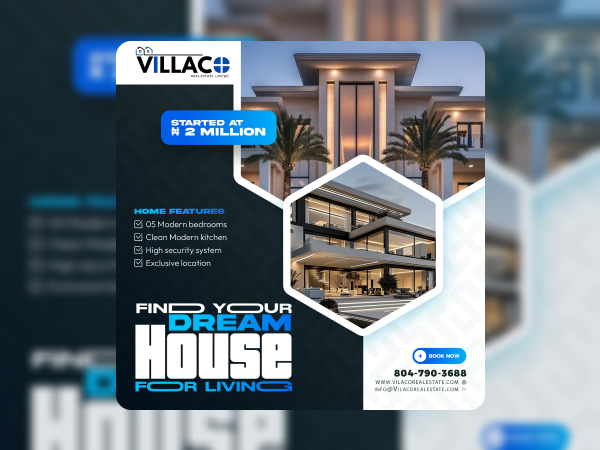 VILLACO
REAL ESTATE LIMITED
STARTED AT
₦ 2 MILLION
HOME FEATURES
05 Modern bedrooms
Clean Modern kitchen
High security system
Exclusive location
FIND YOUR
DREAM
House
FOR LIVING
BOOK NOW
804-790-3688
WWW.VILACOREALESTATE.COM
INFO@VILACOREALESTATE.COM